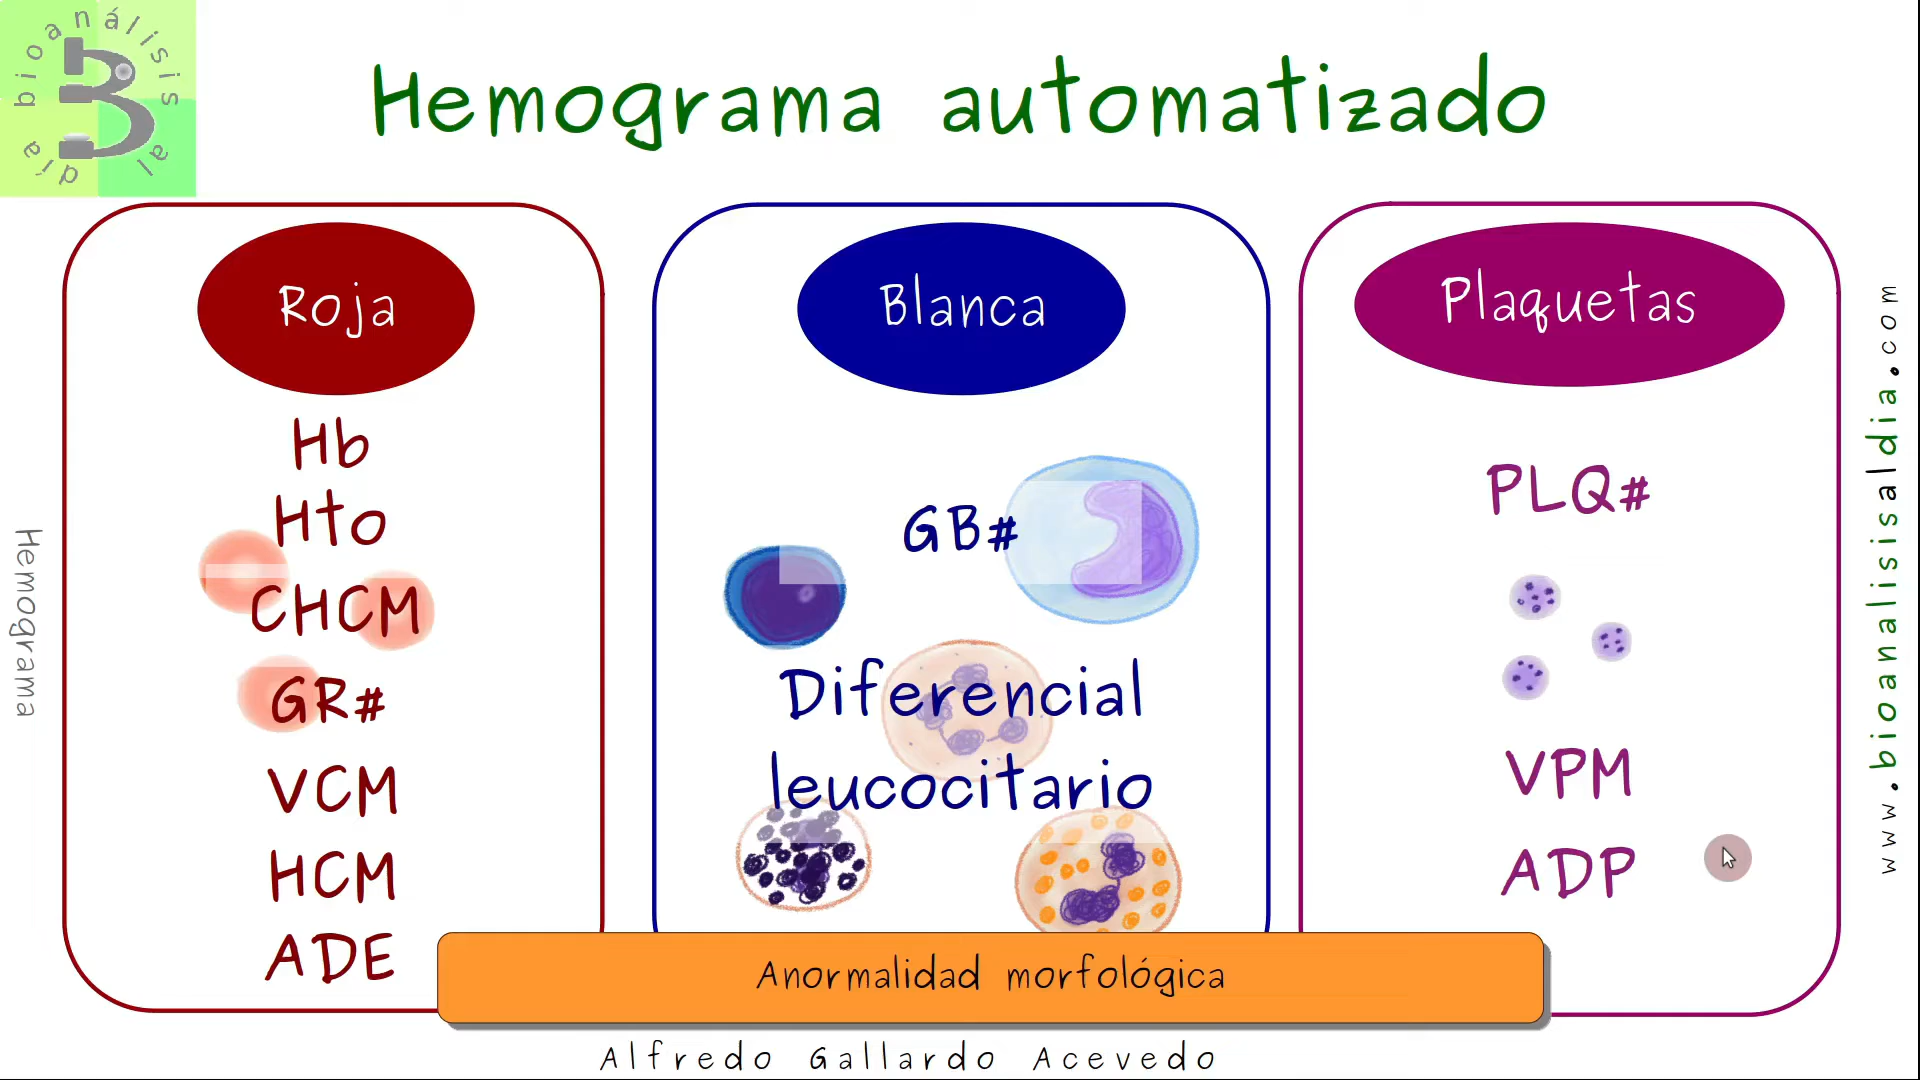 bioanálisis al día
Hemograma automatizado
Roja
Hb
Hto
CHCM
GR#
VCM
HCM
ADE
Blanca
GB#
Diferencial
leucocitario
Plaquetas
PLQ#
VPM
ADP
Anormalidad morfológica
Alfredo Gallardo Acevedo
Hemograma
www.bioanalisisaldia.com